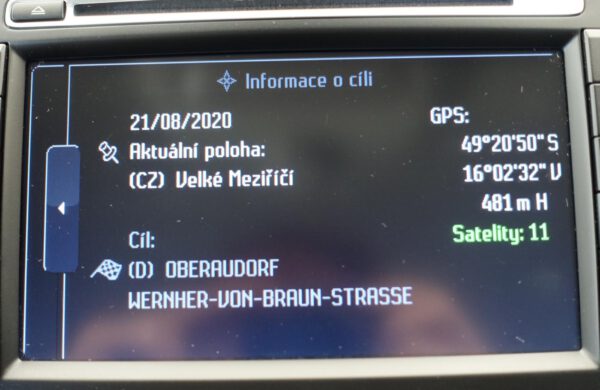 Informace o cíli
21/08/2020
Aktuální poloha:
(CZ) Velké Meziříčí
GPS:
49°20'50" S
16°02'32" V
481 m H
Satelity: 11
Cíl:
(D) OBERAUDORF
WERNHER-VON-BRAUN-STRASSE